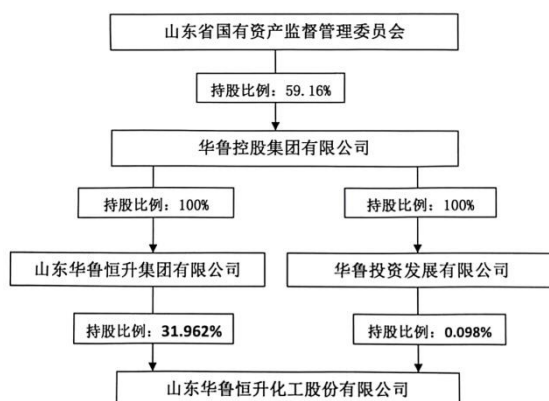 山东省国有资产监督管理委员会
持股比例：59.16%
华鲁控股集团有限公司
持股比例：100%
持股比例：100%
山东华鲁恒升集团有限公司
华鲁投资发展有限公司
持股比例：31.962%
持股比例：0.098%
山东华鲁恒升化工股份有限公司